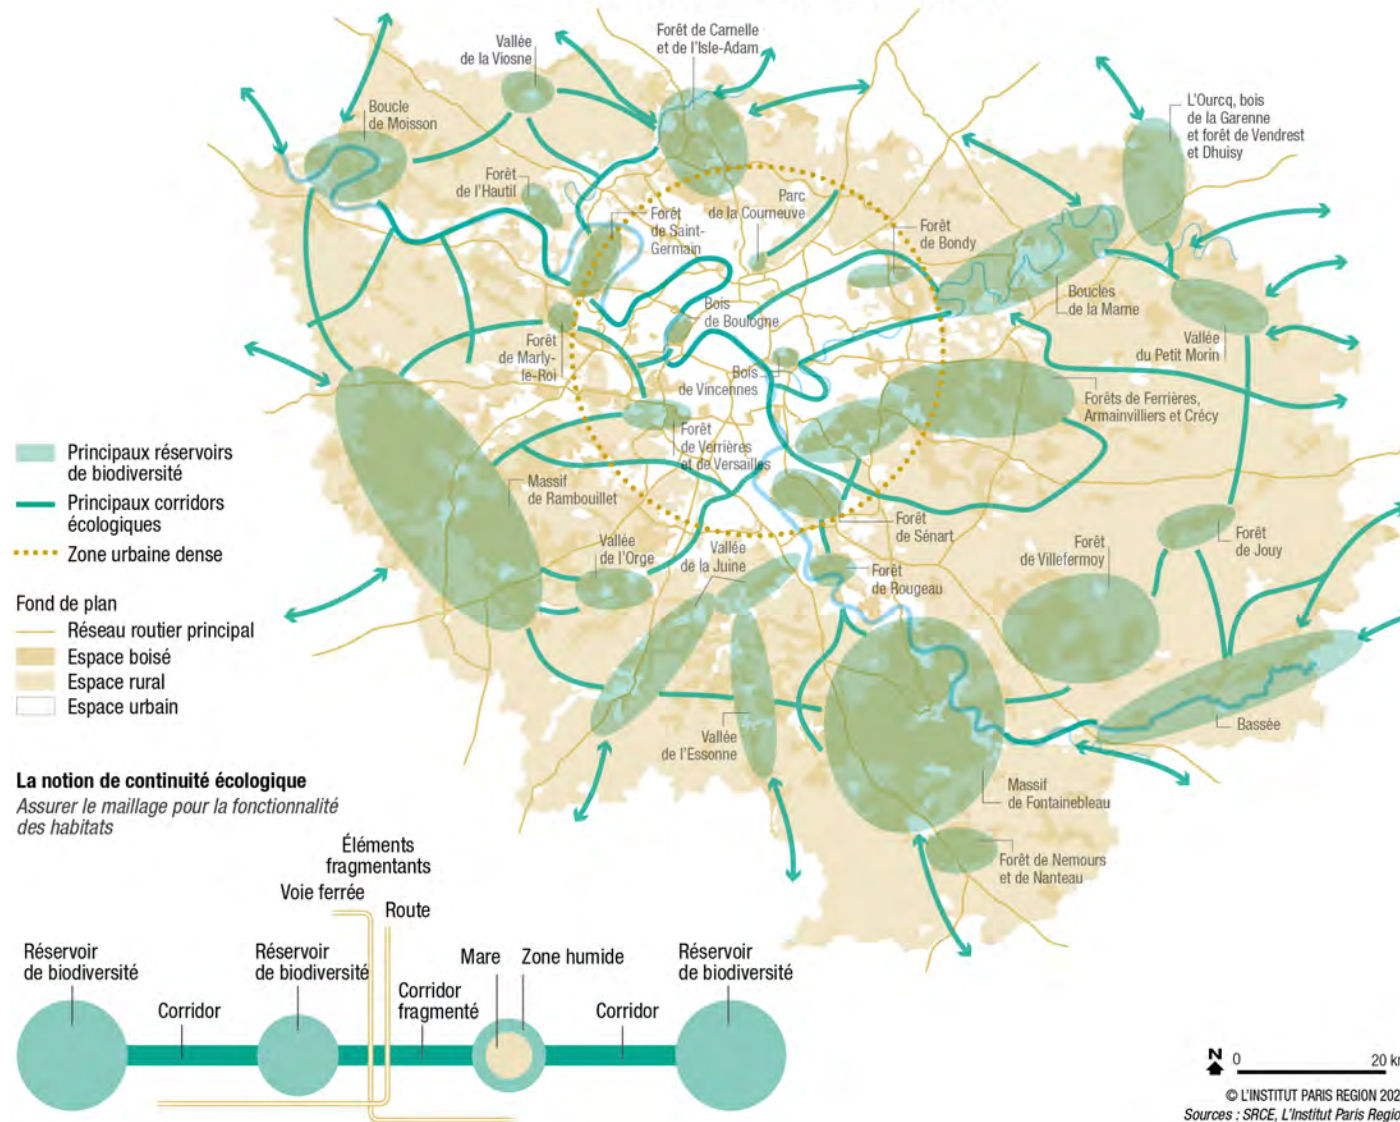 Forêt de Carnelle
et de l'Isle-Adam
Vallée
de la Viosne
Boucle
de Moisson
L'Ourcq, bois
de la Garenne
et forêt de Vendrest
et Dhuisy
Forêt
de l'Hautil
Parc
de la Courneuve
Forêt
de Saint-
Germain
Forêt
de Bondy
Bois
de Boulogne
Boucles
de la Marne
Forêt
de Marly-
le-Roi
Vallée
du Petit Morin
Bois
de Vincennes
Forêts de Ferrières,
Armainvilliers et Crécy
Forêt
de Verrières
et de Versailles
Massif
de Rambouillet
Forêt
de Sénart
Forêt
de Jouy
Vallée
de l'Orge
Vallée
de la Juine
Forêt
de Villefermoy
Forêt
de Rougeau
Bassée
Vallée
de l'Essonne
Massif
de Fontainebleau
Forêt de Nemours
et de Nanteau
Principaux réservoirs
de biodiversité
Principaux corridors
écologiques
Zone urbaine dense
Fond de plan
Réseau routier principal
Espace boisé
Espace rural
Espace urbain
La notion de continuité écologique
Assurer le maillage pour la fonctionnalité
des habitats
Éléments
fragmentants
Voie ferrée
Route
Réservoir
de biodiversité
Corridor
Réservoir
de biodiversité
Corridor
fragmenté
Mare
Zone humide
Corridor
Réservoir
de biodiversité
N
0
20 k
© L'INSTITUT PARIS REGION 202
Sources : SRCE, L'Institut Paris Regio